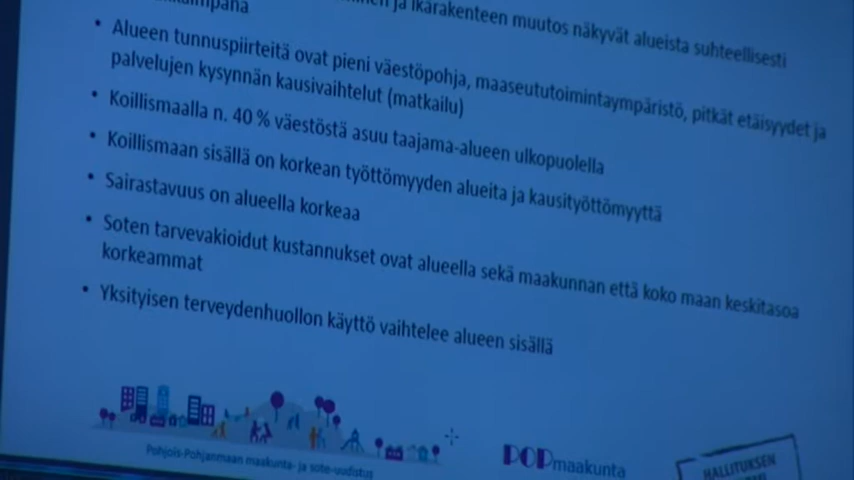 ja ikärakenteen muutos näkyvät alueista suhteellisesti
• Alueen tunnuspiirteitä ovat pieni väestöpohja, maaseututoimintaympäristö, pitkät etäisyydet ja
palvelujen kysynnän kausivaihtelut (matkailu)
• Koillismaalla n. 40 % väestöstä asuu taajama-alueen ulkopuolella
• Koillismaan sisällä on korkean työttömyyden alueita ja kausityöttömyyttä
• Sairastavuus on alueella korkeaa
• Soten tarvevakioidut kustannukset ovat alueella sekä maakunnan että koko maan keskitasoa
korkeammat
• Yksityisen terveydenhuollon käyttö vaihtelee alueen sisällä
Pohjois-Pohjanmaan maakunta- ja sote-uudistus
POPmaakunta
HALLITUKSEN